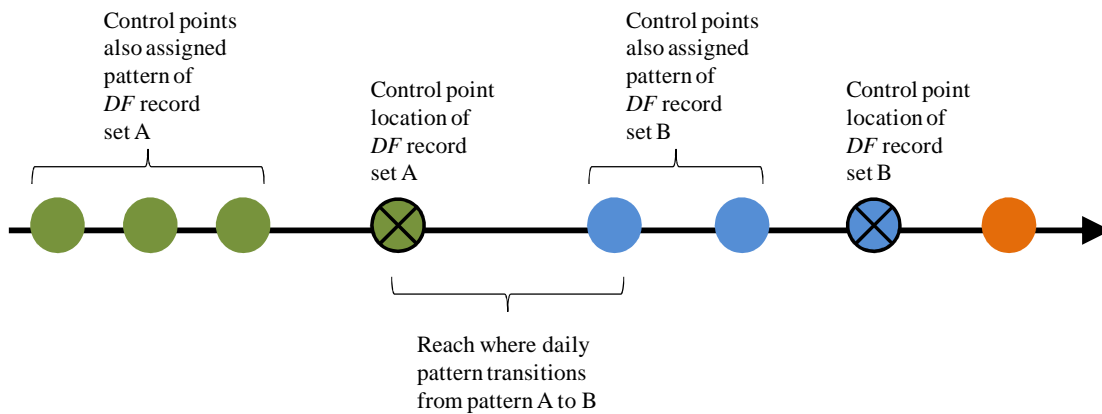 Control points
also assigned
pattern of
DF record
set A
Control point
location of
DF record
set A
Control points
also assigned
pattern of
DF record
set B
Control point
location of
DF record
set B
Reach where daily
pattern transitions
from pattern A to B